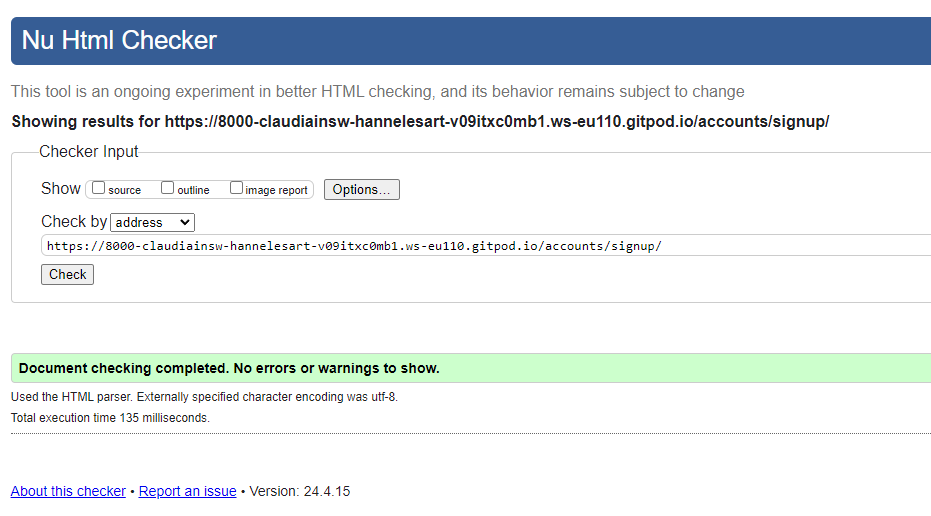 Nu Html Checker
This tool is an ongoing experiment in better HTML checking, and its behavior remains subject to change
Showing results for https://8000-claudiainsw-hannelesart-v09itxc0mb1.ws-eu110.gitpod.io/accounts/signup/
Checker Input
Show source outline image report Options...
Check by address
https://8000-claudiainsw-hannelesart-v09itxc0mb1.ws-eu110.gitpod.io/accounts/signup/
Check
Document checking completed. No errors or warnings to show.
Used the HTML parser. Externally specified character encoding was utf-8.
Total execution time 135 milliseconds.
About this checker • Report an issue • Version: 24.4.15